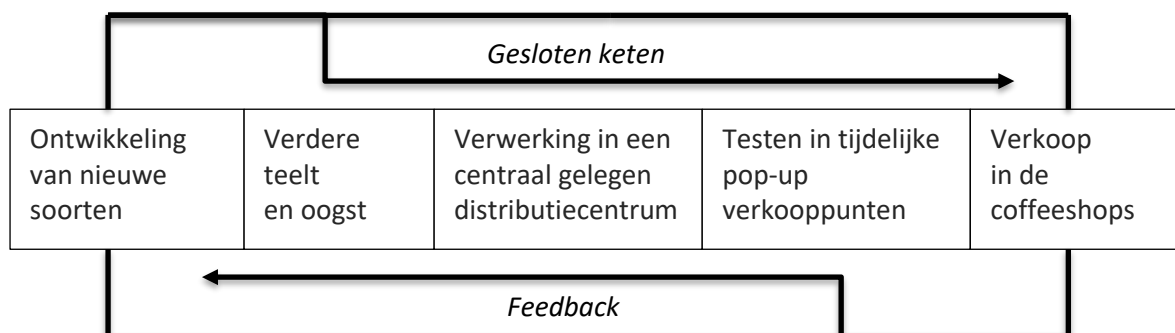 Gesloten keten
Ontwikkeling
van nieuwe
soorten
Verdere
teelt
en oogst
Verwerking in een
centraal gelegen
distributiecentrum
Testen in tijdelijke
pop-up
verkooppunten
Verkoop
in de
coffeeshops
Feedback